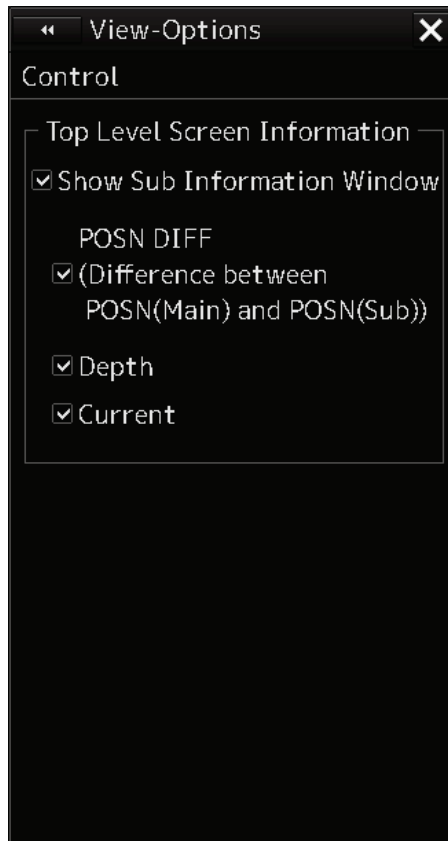 View-Options
Control
Top Level Screen Information
Show Sub Information Window
POSN DIFF
(Difference between
POSN(Main) and POSN(Sub))
Depth
Current